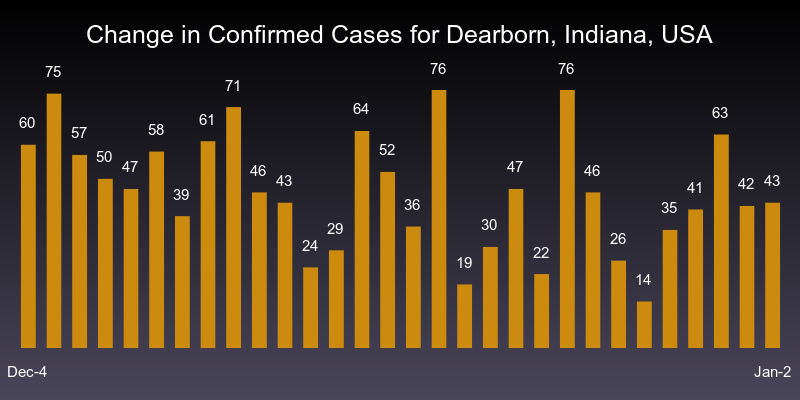 Change in Confirmed Cases for Dearborn, Indiana, USA
60 75 57 50 47 58 39 61 71 46 43 24 29 64 52 36 76 19 30 47 22 76 46 26 14 35 41 63 42 43
Dec-4 Jan-2